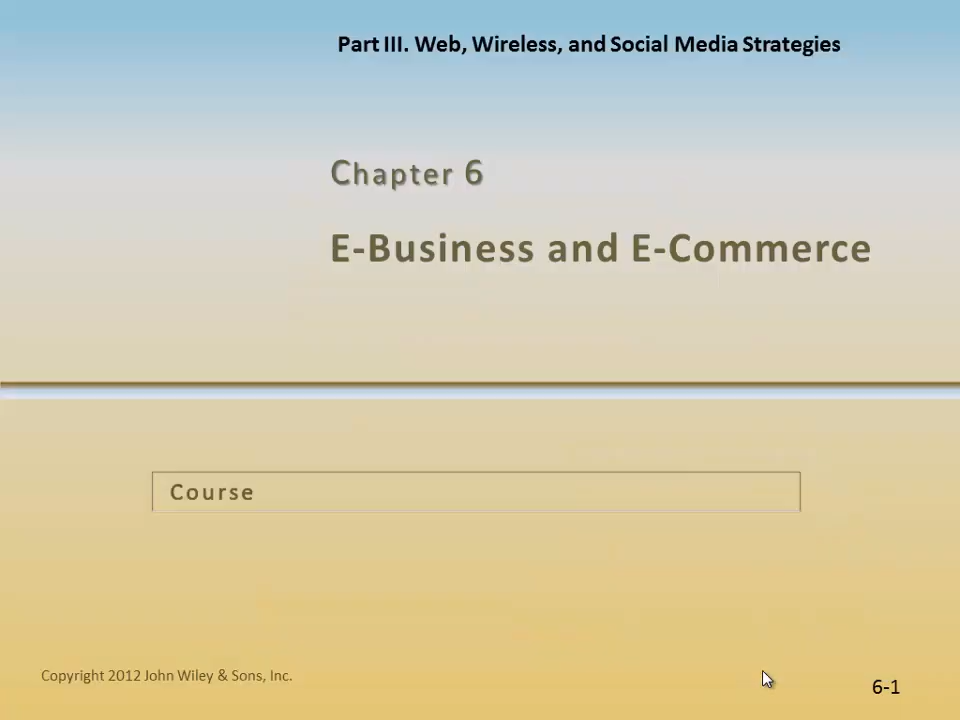 Part III. Web, Wireless, and Social Media Strategies
Chapter 6
E-Business and E-Commerce
Course
Copyright 2012 John Wiley & Sons, Inc.
6-1